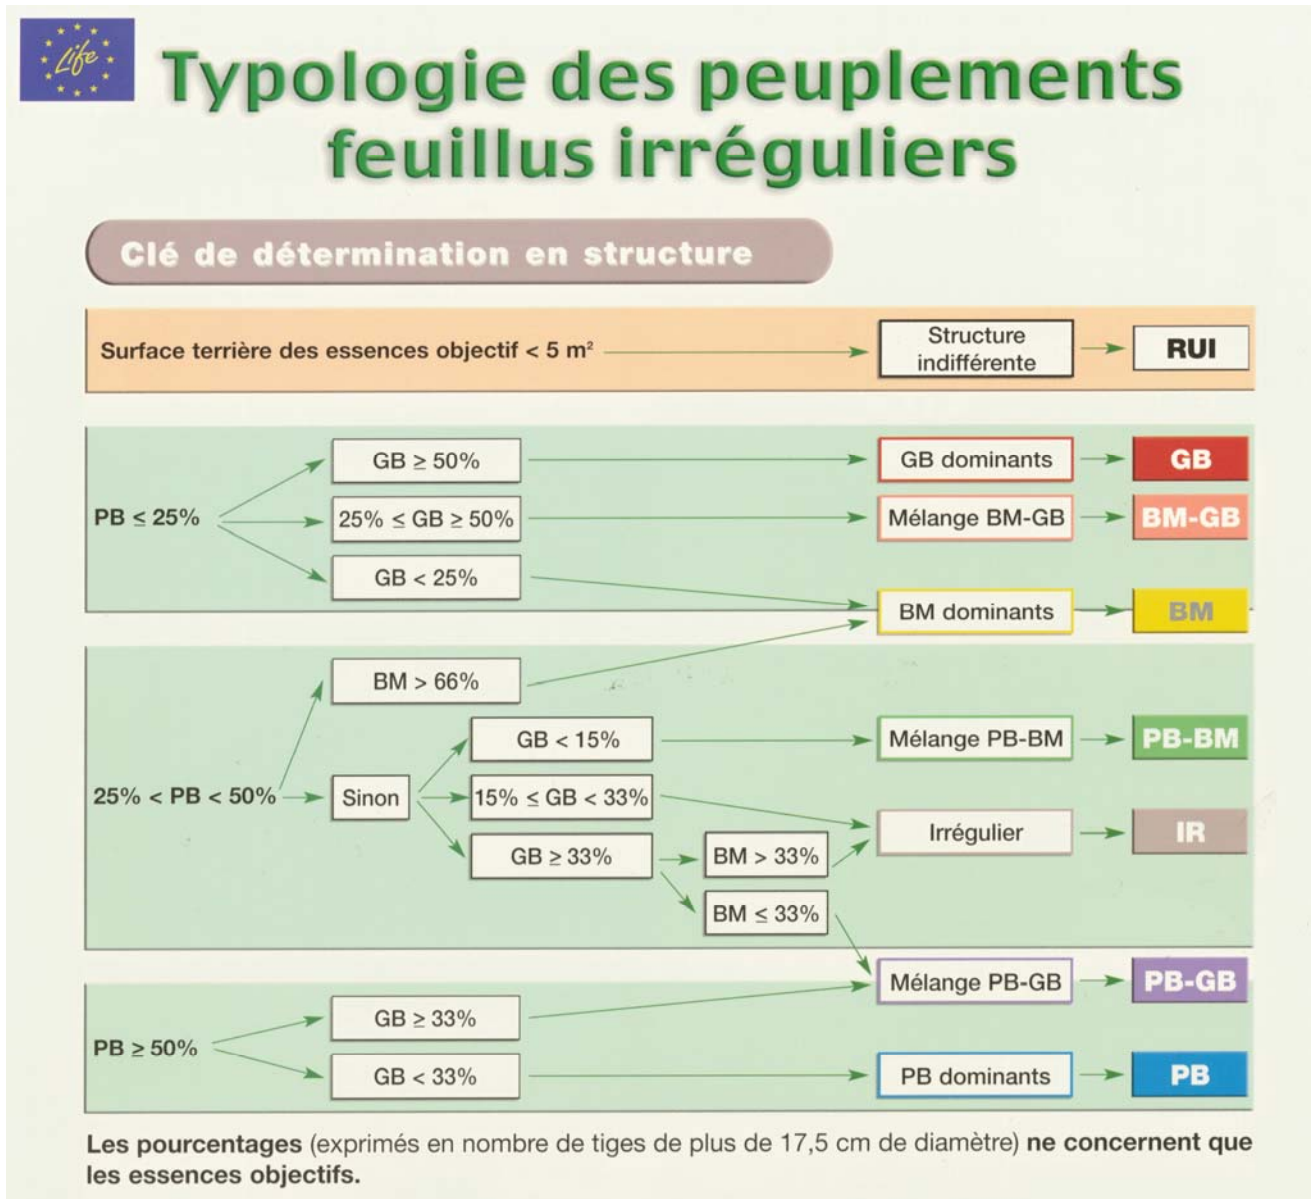 Life
Typologie des peuplements
feuillus irréguliers
Clé de détermination en structure
Surface terrière des essences objectif < 5 m²
Structure
indifférente
RUI
PB ≤ 25%
GB ≥ 50%
GB dominants
GB
25% ≤ GB ≥ 50%
Mélange BM-GB
BM-GB
GB < 25%
BM dominants
BM
25% < PB < 50%
BM > 66%
Sinon
GB < 15%
Mélange PB-BM
PB-BM
15% ≤ GB < 33%
Irrégulier
IR
GB ≥ 33%
BM > 33%
BM ≤ 33%
Mélange PB-GB
PB-GB
PB ≥ 50%
GB ≥ 33%
GB < 33%
PB dominants
PB
Les pourcentages (exprimés en nombre de tiges de plus de 17,5 cm de diamètre) ne concernent que
les essences objectifs.